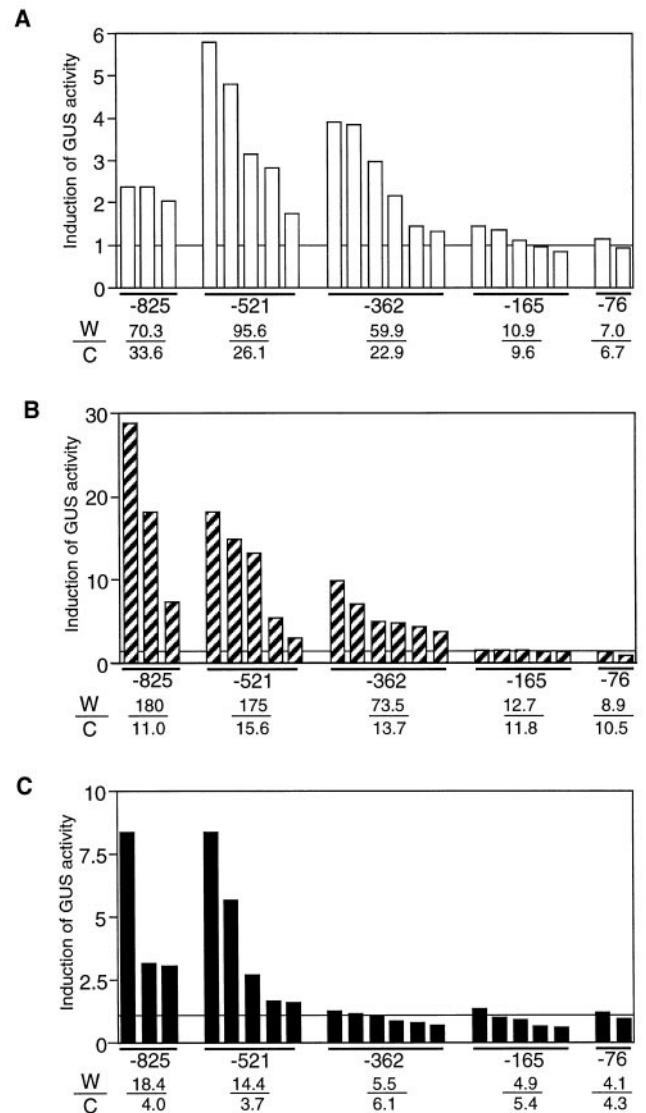 A
Induction of GUS activity
6
5
4
3
2
1
0
-825 -521 -362 -165 -76
W 70.3 95.6 59.9 10.9 7.0
C 33.6 26.1 22.9 9.6 6.7
B
Induction of GUS activity
30
20
10
0
-825 -521 -362 -165 -76
W 180 175 73.5 12.7 8.9
C 11.0 15.6 13.7 11.8 10.5
C
Induction of GUS activity
10
7.5
5
2.5
0
-825 -521 -362 -165 -76
W 18.4 14.4 5.5 4.9 4.1
C 4.0 3.7 6.1 5.4 4.3